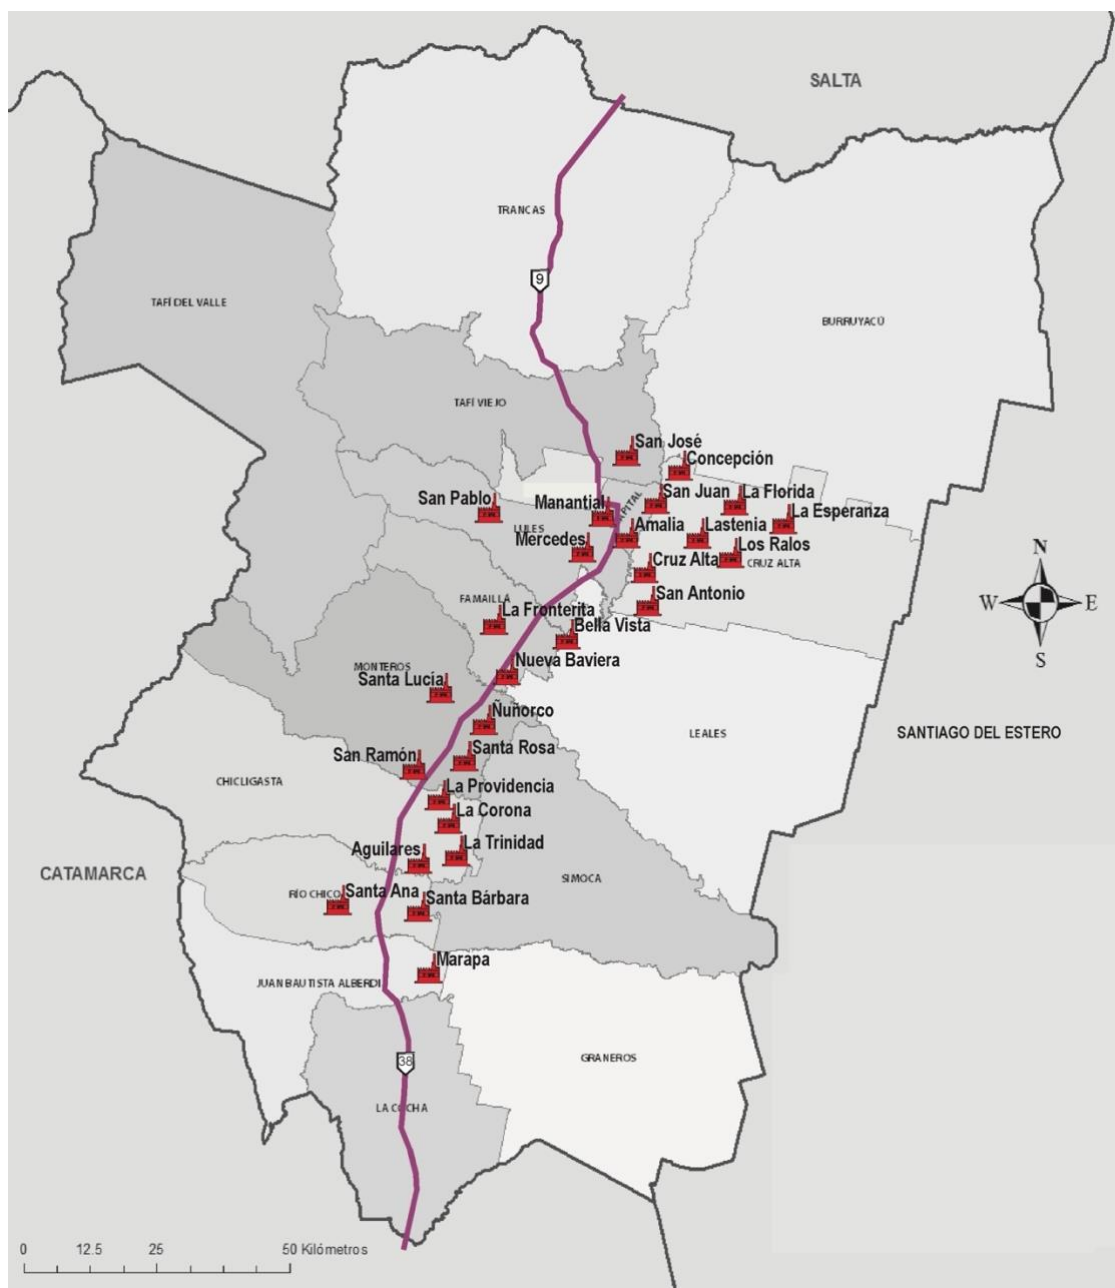 SALTA
TRANCAS
9
TAFÍ DEL VALLE
BURRUYACÚ
TAFÍ VIEJO
San José
Concepción
San Pablo
Manantial
CAPITAL
San Juan
La Florida
La Esperanza
LULES
Mercedes
Amalia
Lastenia
Los Ralos
Cruz Alta
CRUZ ALTA
San Antonio
N
W
E
S
FAMAILLÁ
La Fronterita
Bella Vista
Nueva Baviera
MONTEROS
Santa Lucía
Ñuñorco
LEALES
SANTIAGO DEL ESTERO
San Ramón
Santa Rosa
CHICLIGASTA
La Providencia
La Corona
Aguilares
La Trinidad
CATAMARCA
SIMOCA
RÍO CHICO
Santa Ana
Santa Bárbara
Marapa
JUAN BAUTISTA ALBERDI
38
GRANEROS
LA COCHA
0 12.5 25 50 Kilómetros